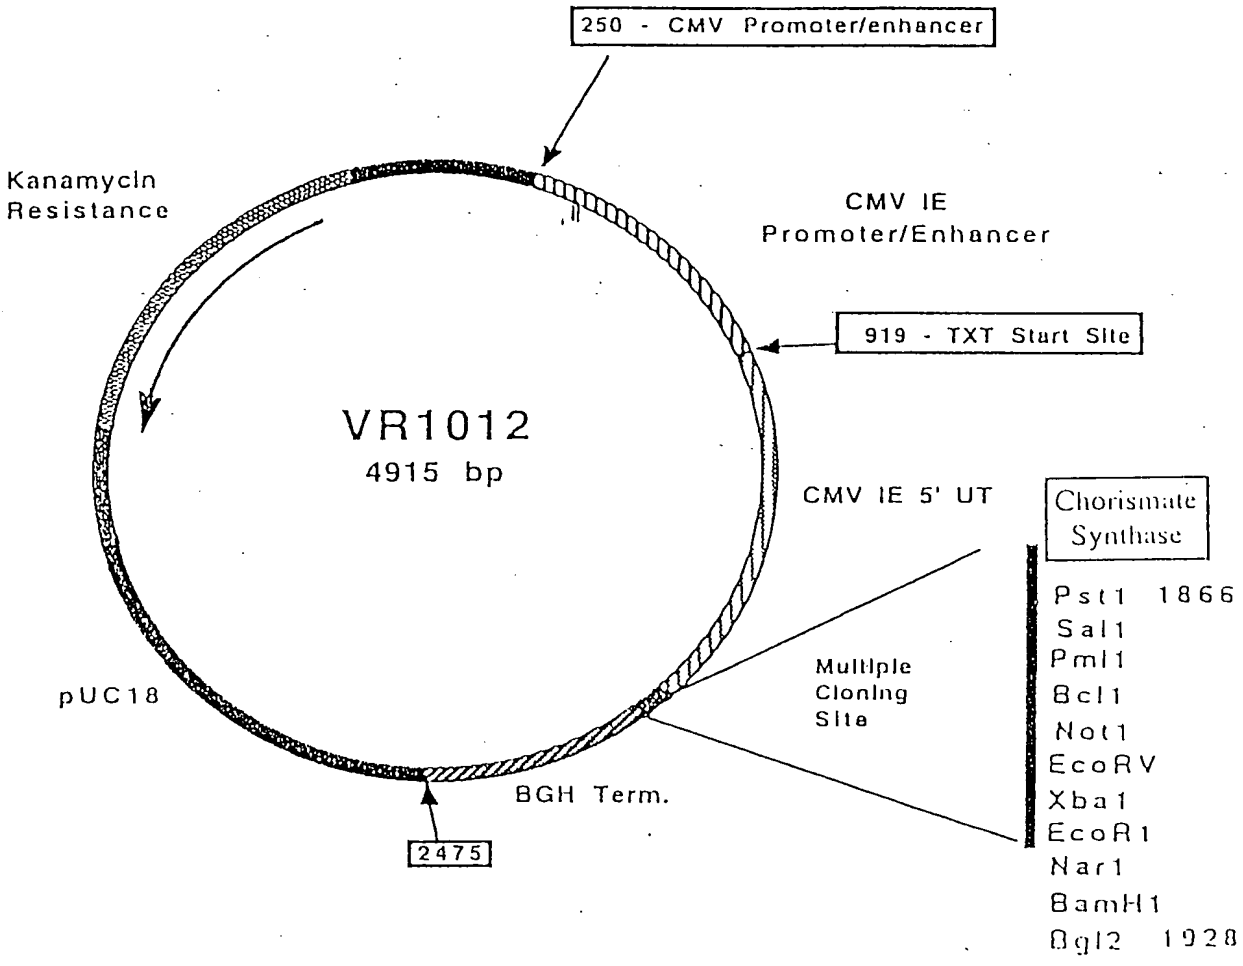 250 - CMV Promoter/enhancer
Kanamycin
Resistance
CMV IE
Promoter/Enhancer
919 - TXT Start Site
VR1012
4915 bp
CMV IE 5' UT
Chorismate
Synthase
Pst1 1866
Sal1
Pml1
Bcl1
Not1
EcoRV
Xba1
EcoR1
Nar1
BamH1
Bgl2 1928
Multiple
Cloning
Site
pUC18
BGH Term.
2475